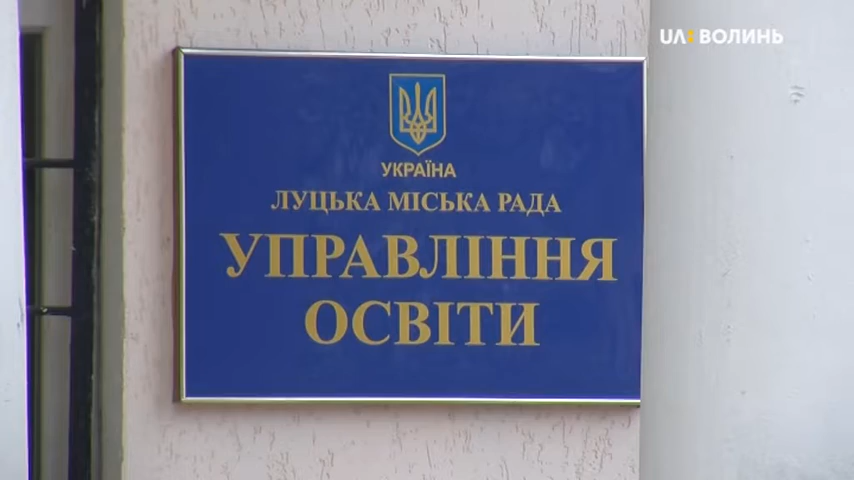 UA:ВОЛИНЬ
УКРАЇНА
ЛУЦЬКА МІСЬКА РАДА
УПРАВЛІННЯ
ОСВІТИ